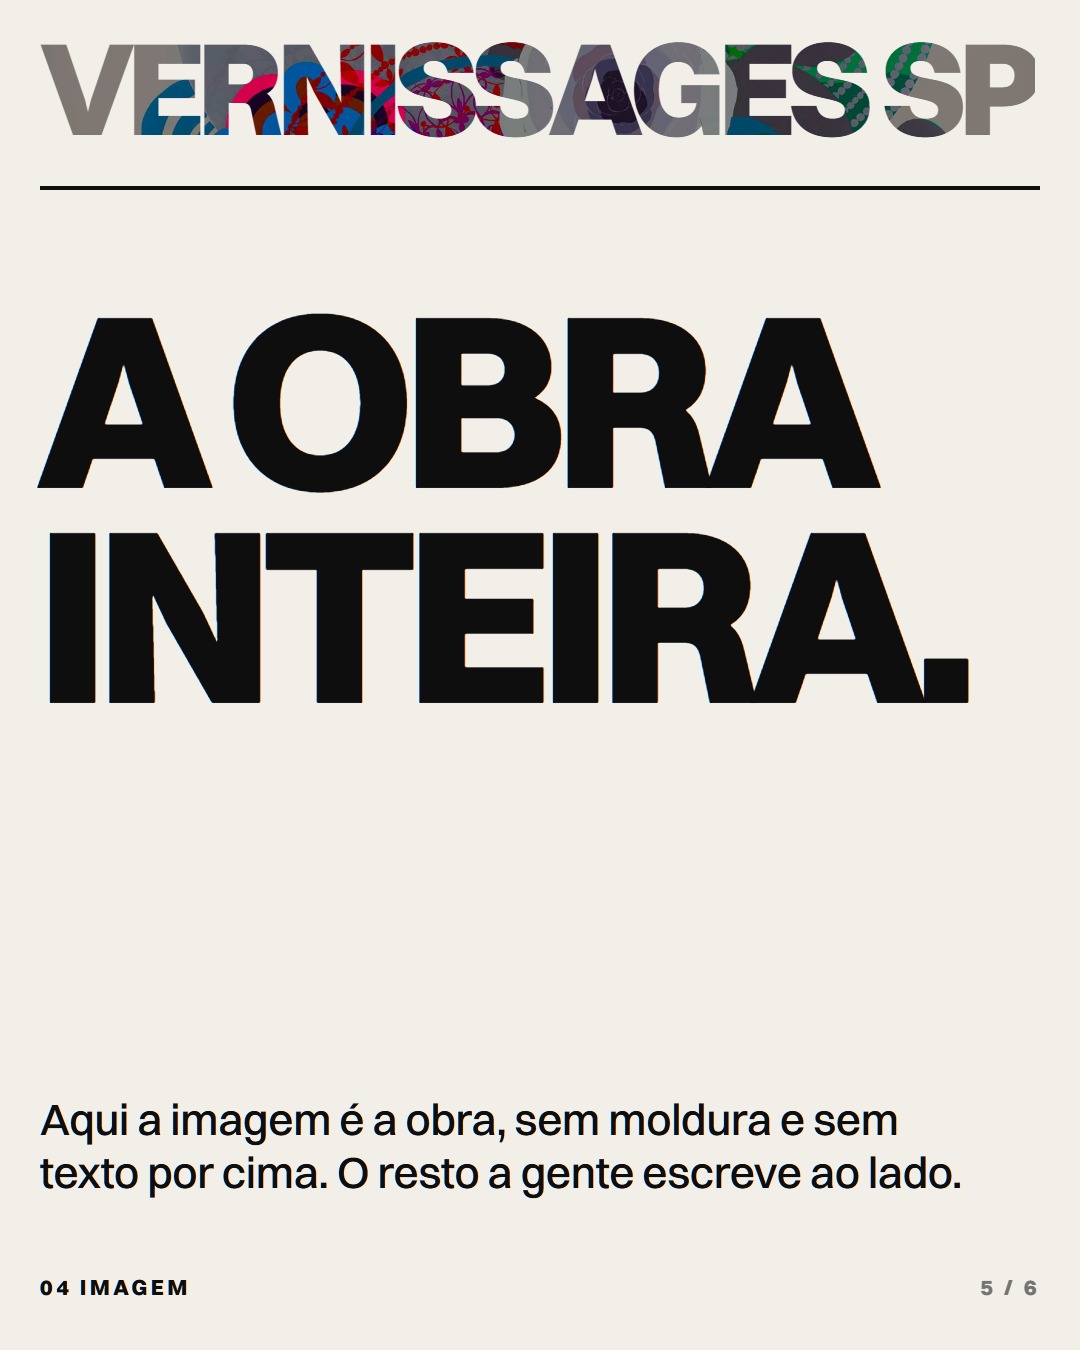 VERNISSAGES SP
A OBRA
INTEIRA.
Aqui a imagem é a obra, sem moldura e sem
texto por cima. O resto a gente escreve ao lado.
04 IMAGEM
5 / 6